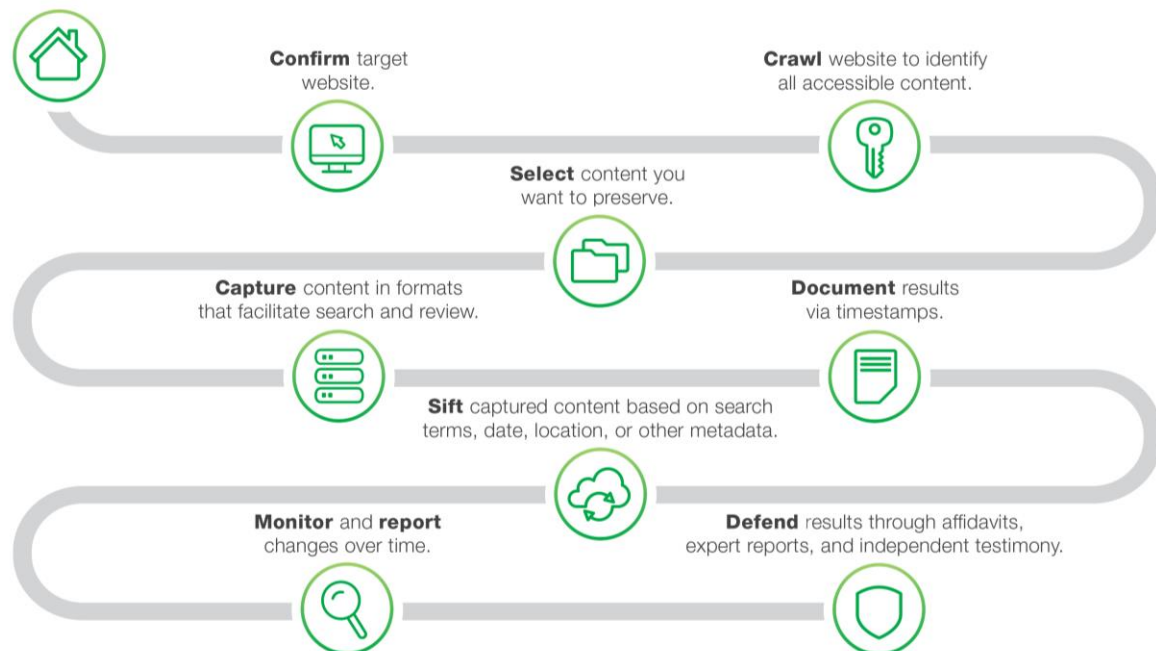 Confirm target
website.
Crawl website to identify
all accessible content.
Select content you
want to preserve.
Capture content in formats
that facilitate search and review.
Document results
via timestamps.
Sift captured content based on search
terms, date, location, or other metadata.
Monitor and report
changes over time.
Defend results through affidavits,
expert reports, and independent testimony.